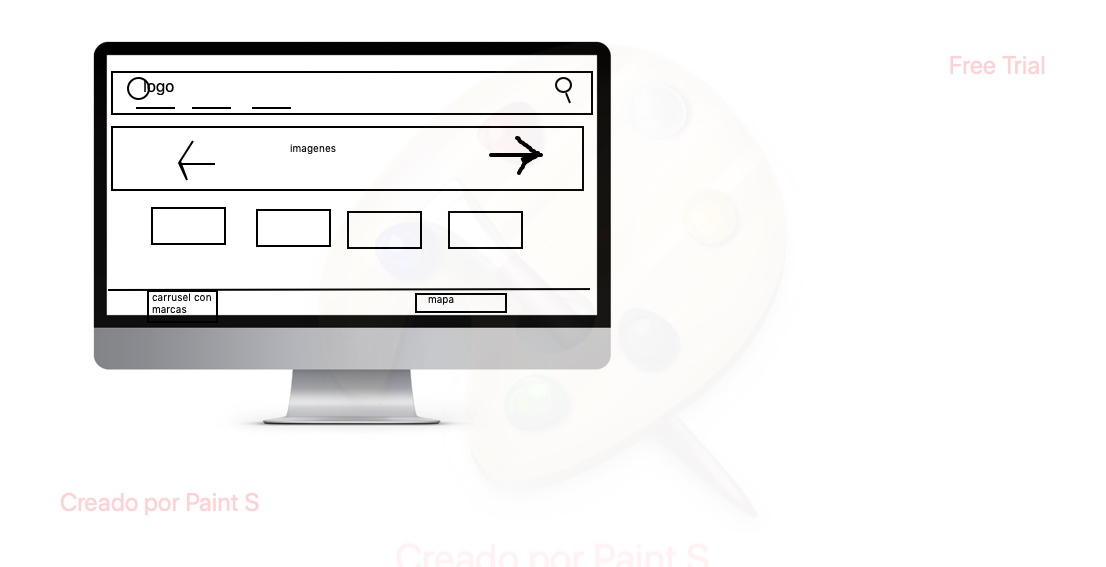 Free Trial
logo
imagenes
carrusel con
marcas
mapa
Creado por Paint S
Creado por Paint S